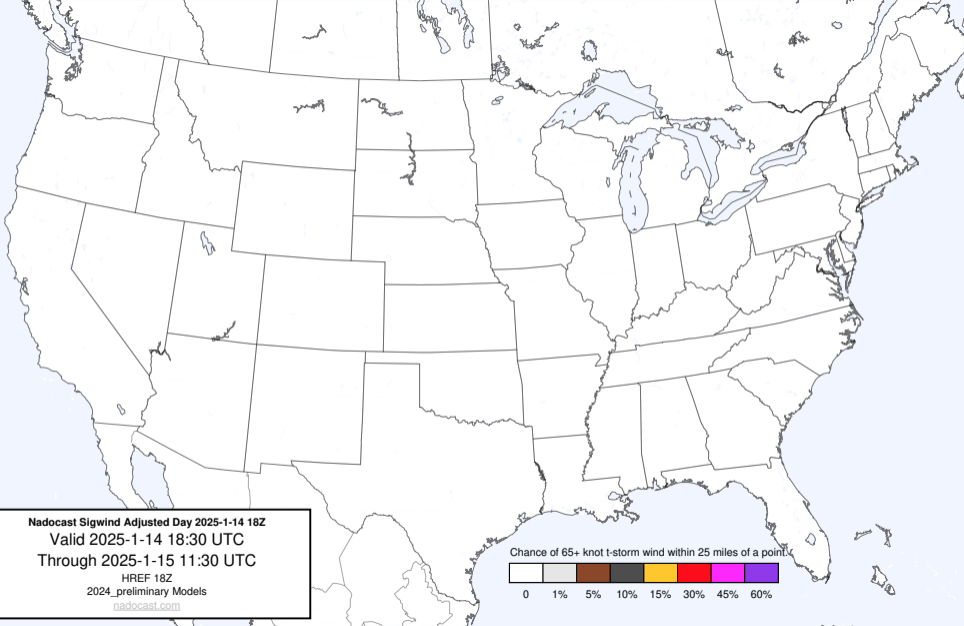 Nadocast Sigwind Adjusted Day 2025-1-14 18Z
Valid 2025-1-14 18:30 UTC
Through 2025-1-15 11:30 UTC
HREF 18Z
2024_preliminary Models
nadocast.com
Chance of 65+ knot t-storm wind within 25 miles of a point.
0 1% 5% 10% 15% 30% 45% 60%